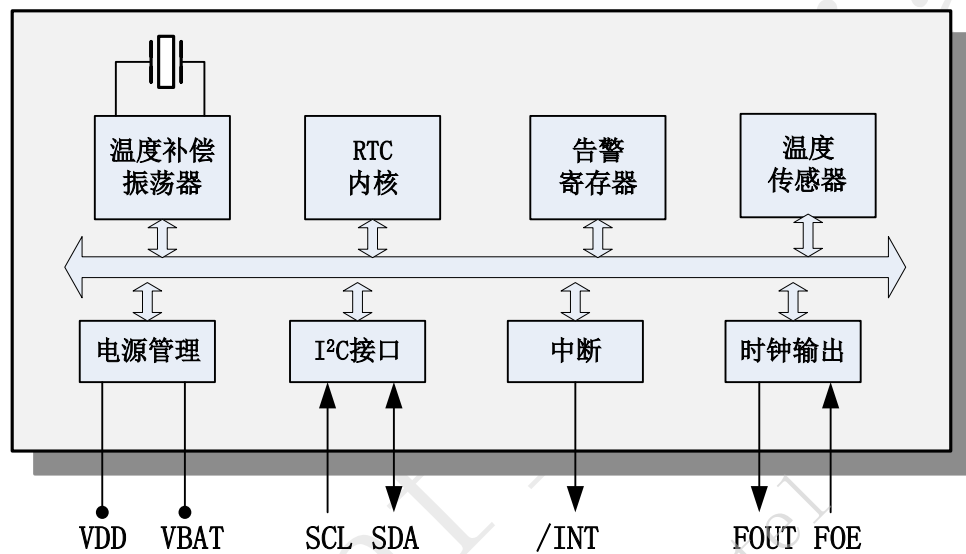 温度补偿
振荡器
RTC
内核
告警
寄存器
温度
传感器
电源管理
I²C接口
中断
时钟输出
VDD VBAT SCL SDA /INT FOUT FOE